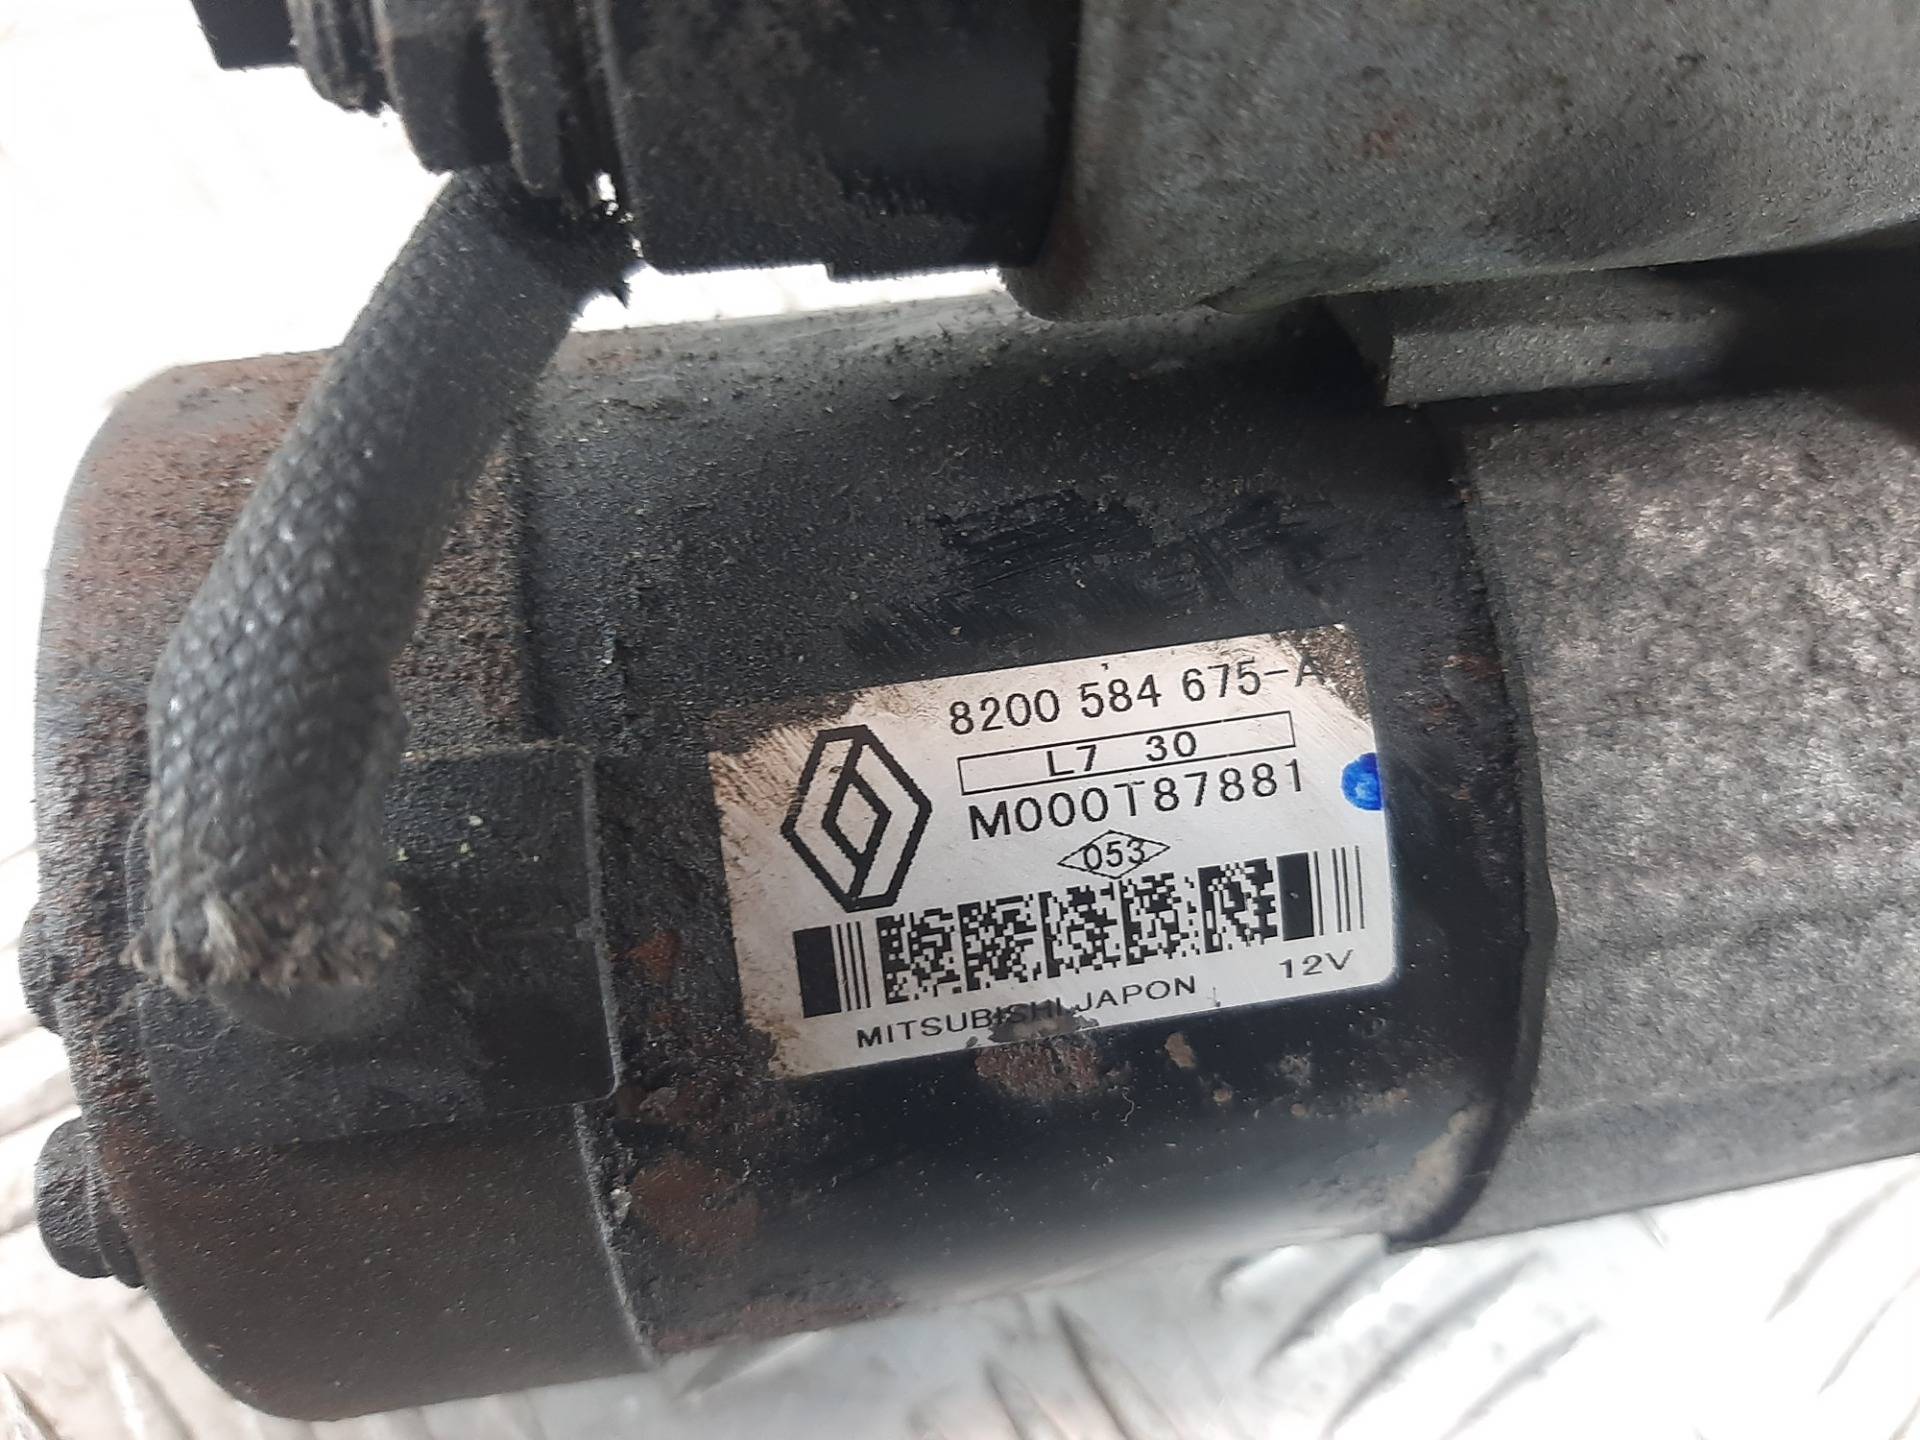 8200 584 675-A
L7 30
M000T87881
053
MITSUBISHI JAPON 12V